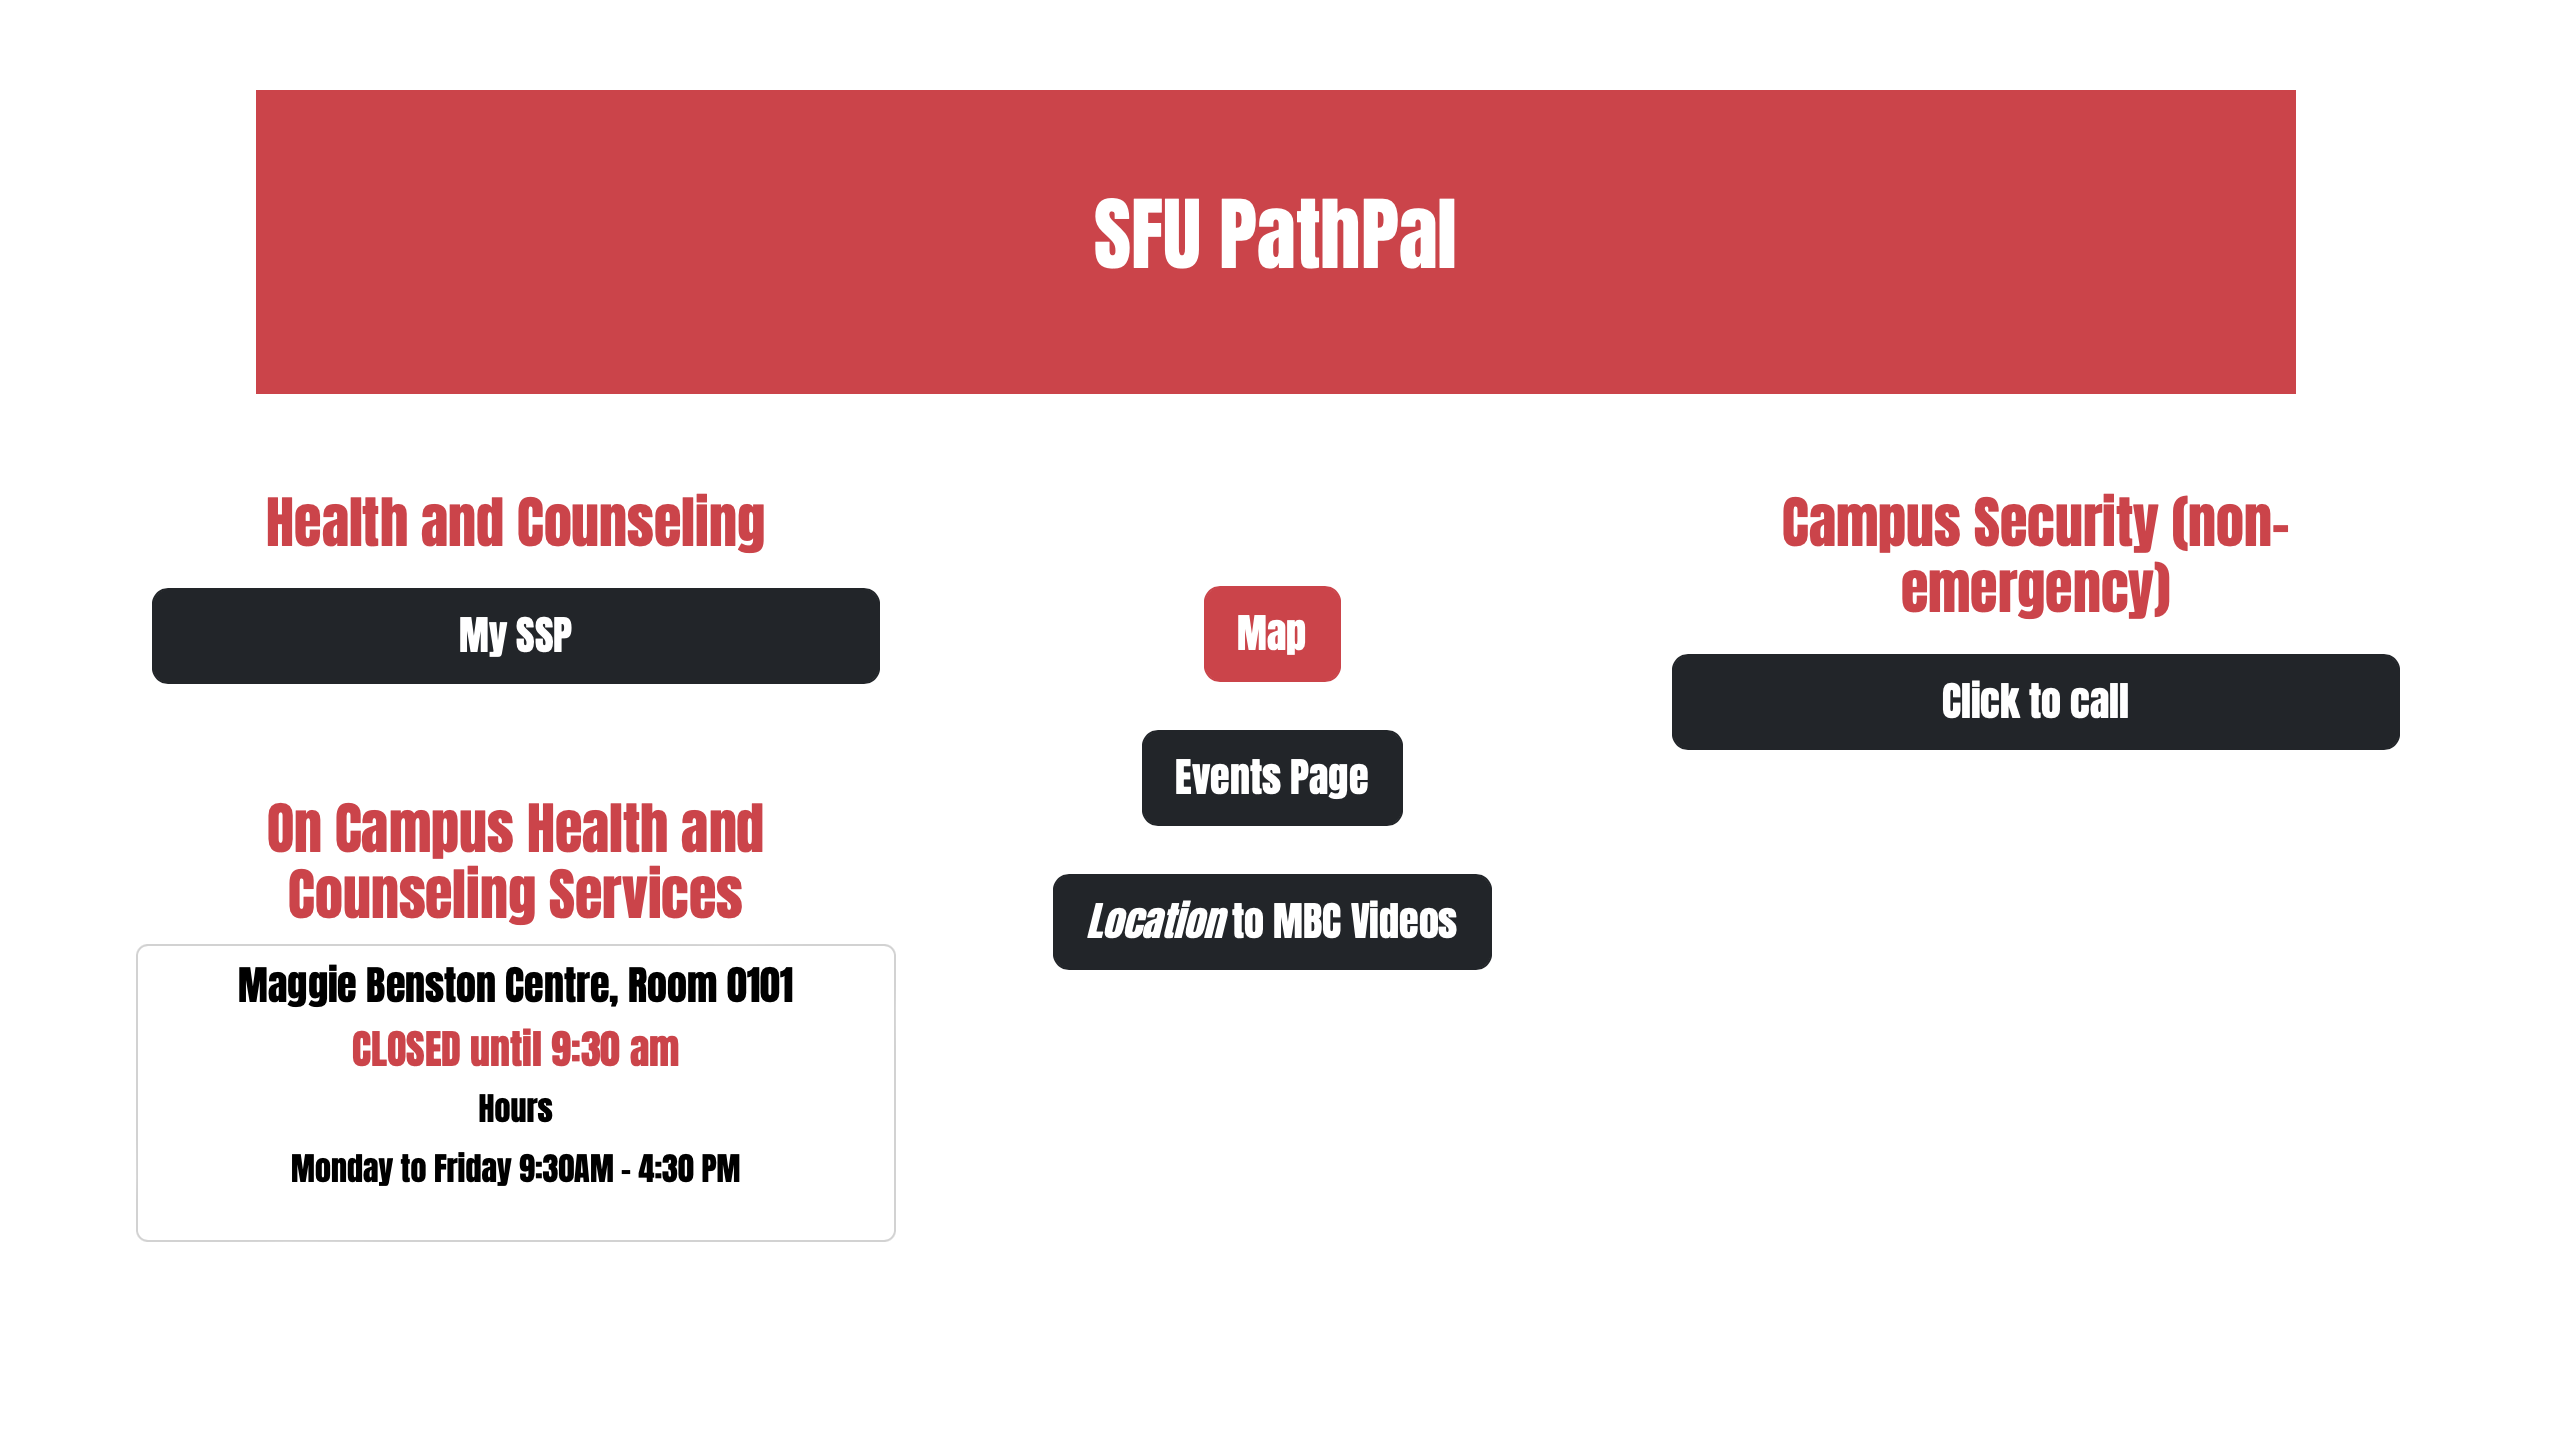 SFU PathPal
Health and Counseling
My SSP
On Campus Health and
Counseling Services
Maggie Benston Centre, Room 0101
CLOSED until 9:30 am
Hours
Monday to Friday 9:30AM - 4:30 PM
Map
Events Page
Location to MBC Videos
Campus Security (non-
emergency)
Click to call